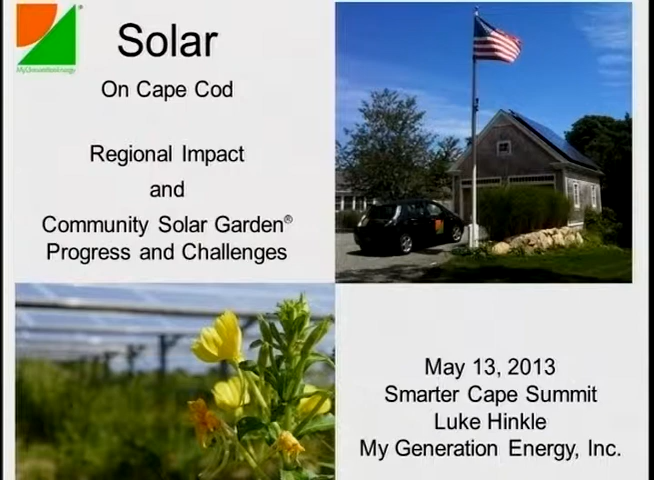 MyGenerationEnergy
Solar
On Cape Cod
Regional Impact
and
Community Solar Garden®
Progress and Challenges
May 13, 2013
Smarter Cape Summit
Luke Hinkle
My Generation Energy, Inc.